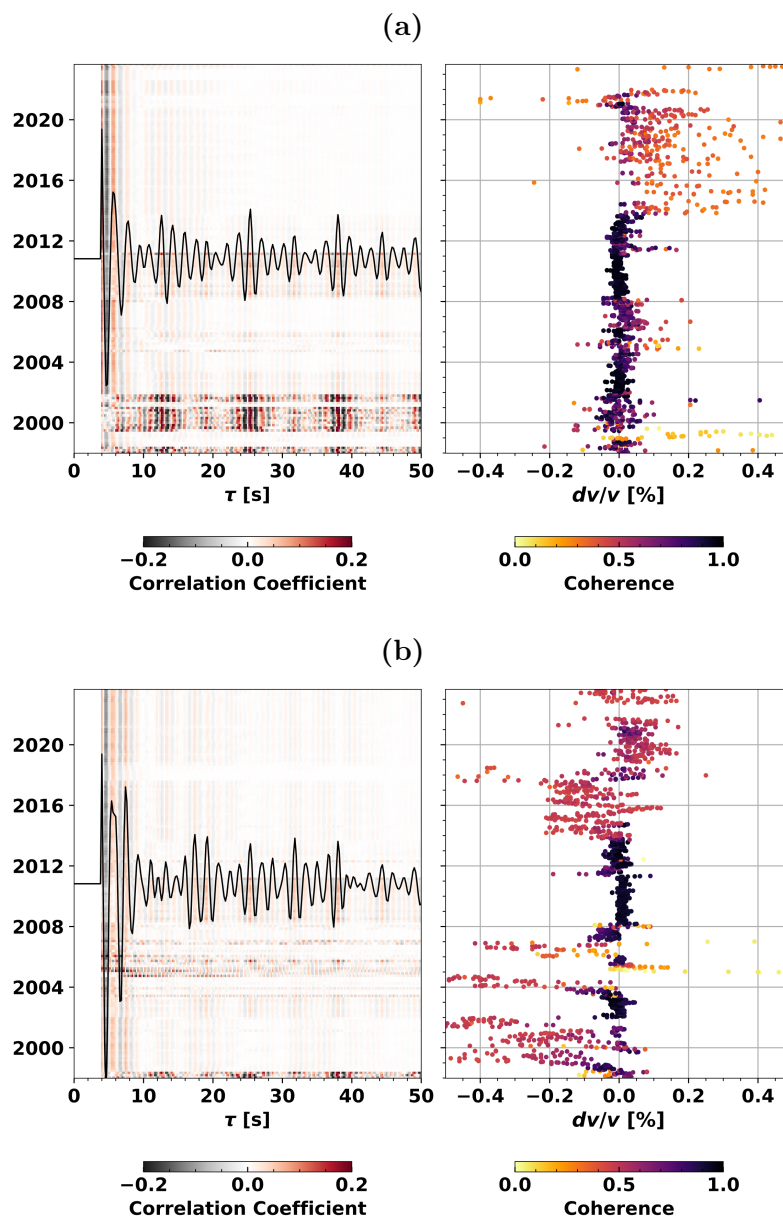 (a)
2020
2016
2012
2008
2004
2000
0 10 20 30 40 50
τ [s]
−0.4 −0.2 0.0 0.2 0.4
dv/v [%]
−0.2 0.0 0.2
Correlation Coefficient
0.0 0.5 1.0
Coherence
(b)
2020
2016
2012
2008
2004
2000
0 10 20 30 40 50
τ [s]
−0.4 −0.2 0.0 0.2 0.4
dv/v [%]
−0.2 0.0 0.2
Correlation Coefficient
0.0 0.5 1.0
Coherence